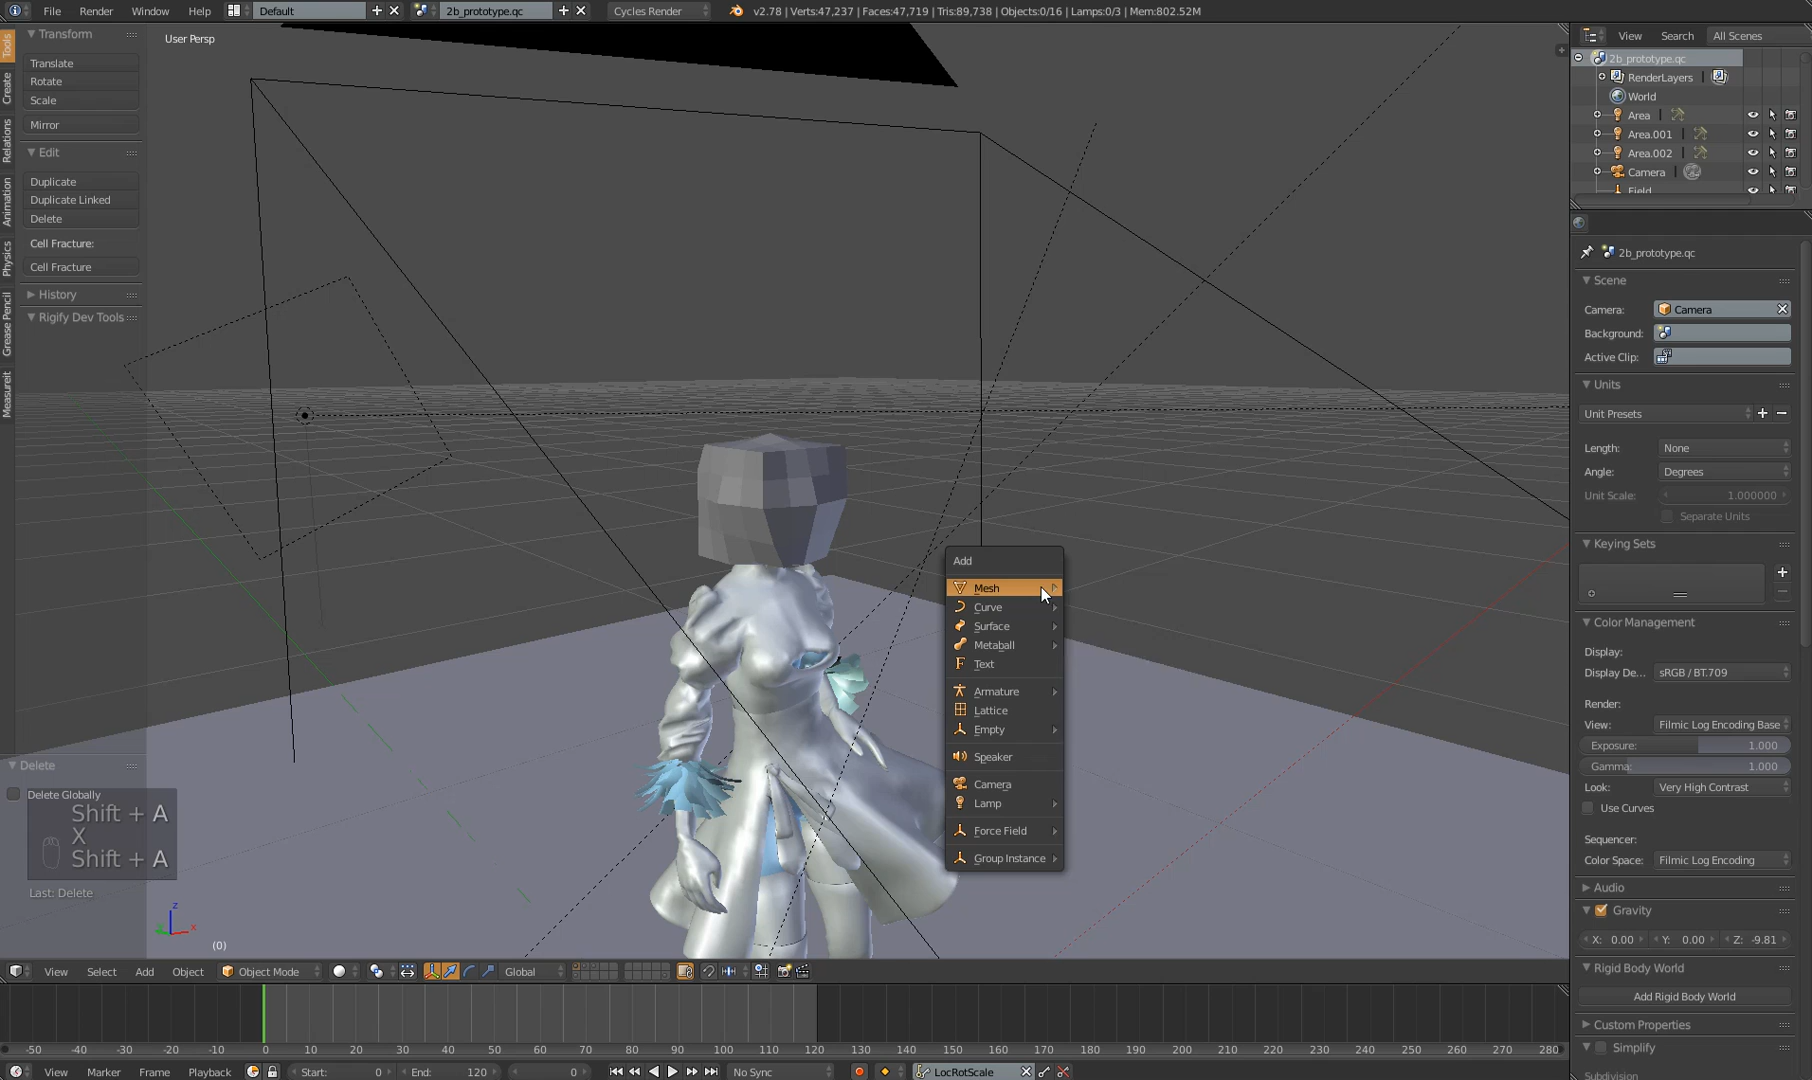 File Edit Render Window Help Default 2b_prototype.qc Cycles Render v2.78 | Verts:47,237 | Faces:47,719 | Tris:89,738 | Objects:0/16 | Lamps:0/3 | Mem:802.52M
Tools
Create
Relations
Animation
Physics
Grease Pencil
Measureit
Transform
Translate
Rotate
Scale
Mirror
Edit
Duplicate
Duplicate Linked
Delete
Cell Fracture:
Cell Fracture
History
Rigify Dev Tools
Delete
Delete Globally
Shift + A
X
Shift + A
Last: Delete
User Persp
z
x
(0)
Add
Mesh
Curve
Surface
Metaball
Text
Armature
Lattice
Empty
Speaker
Camera
Lamp
Force Field
Group Instance
View Search All Scenes
2b_prototype.qc
RenderLayers |
World
Area |
Area.001 |
Area.002 |
Camera |
Field
2b_prototype.qc
Scene
Camera: Camera
Background:
Active Clip:
Units
Unit Presets
Length: None
Angle: Degrees
Unit Scale: 1.000000
Separate Units
Keying Sets
Color Management
Display:
Display De... sRGB / BT.709
Render:
View: Filmic Log Encoding Base
Exposure: 1.000
Gamma: 1.000
Look: Very High Contrast
Use Curves
Sequencer:
Color Space: Filmic Log Encoding
Audio
Gravity
X: 0.00 Y: 0.00 Z: -9.81
Rigid Body World
Add Rigid Body World
Custom Properties
Simplify
Subdivision
View Select Add Object Object Mode Global
-50 -40 -30 -20 -10 0 10 20 30 40 50 60 70 80 90 100 110 120 130 140 150 160 170 180 190 200 210 220 230 240 250 260 270 280
View Marker Frame Playback Start: 0 End: 120 0 No Sync LocRotScale